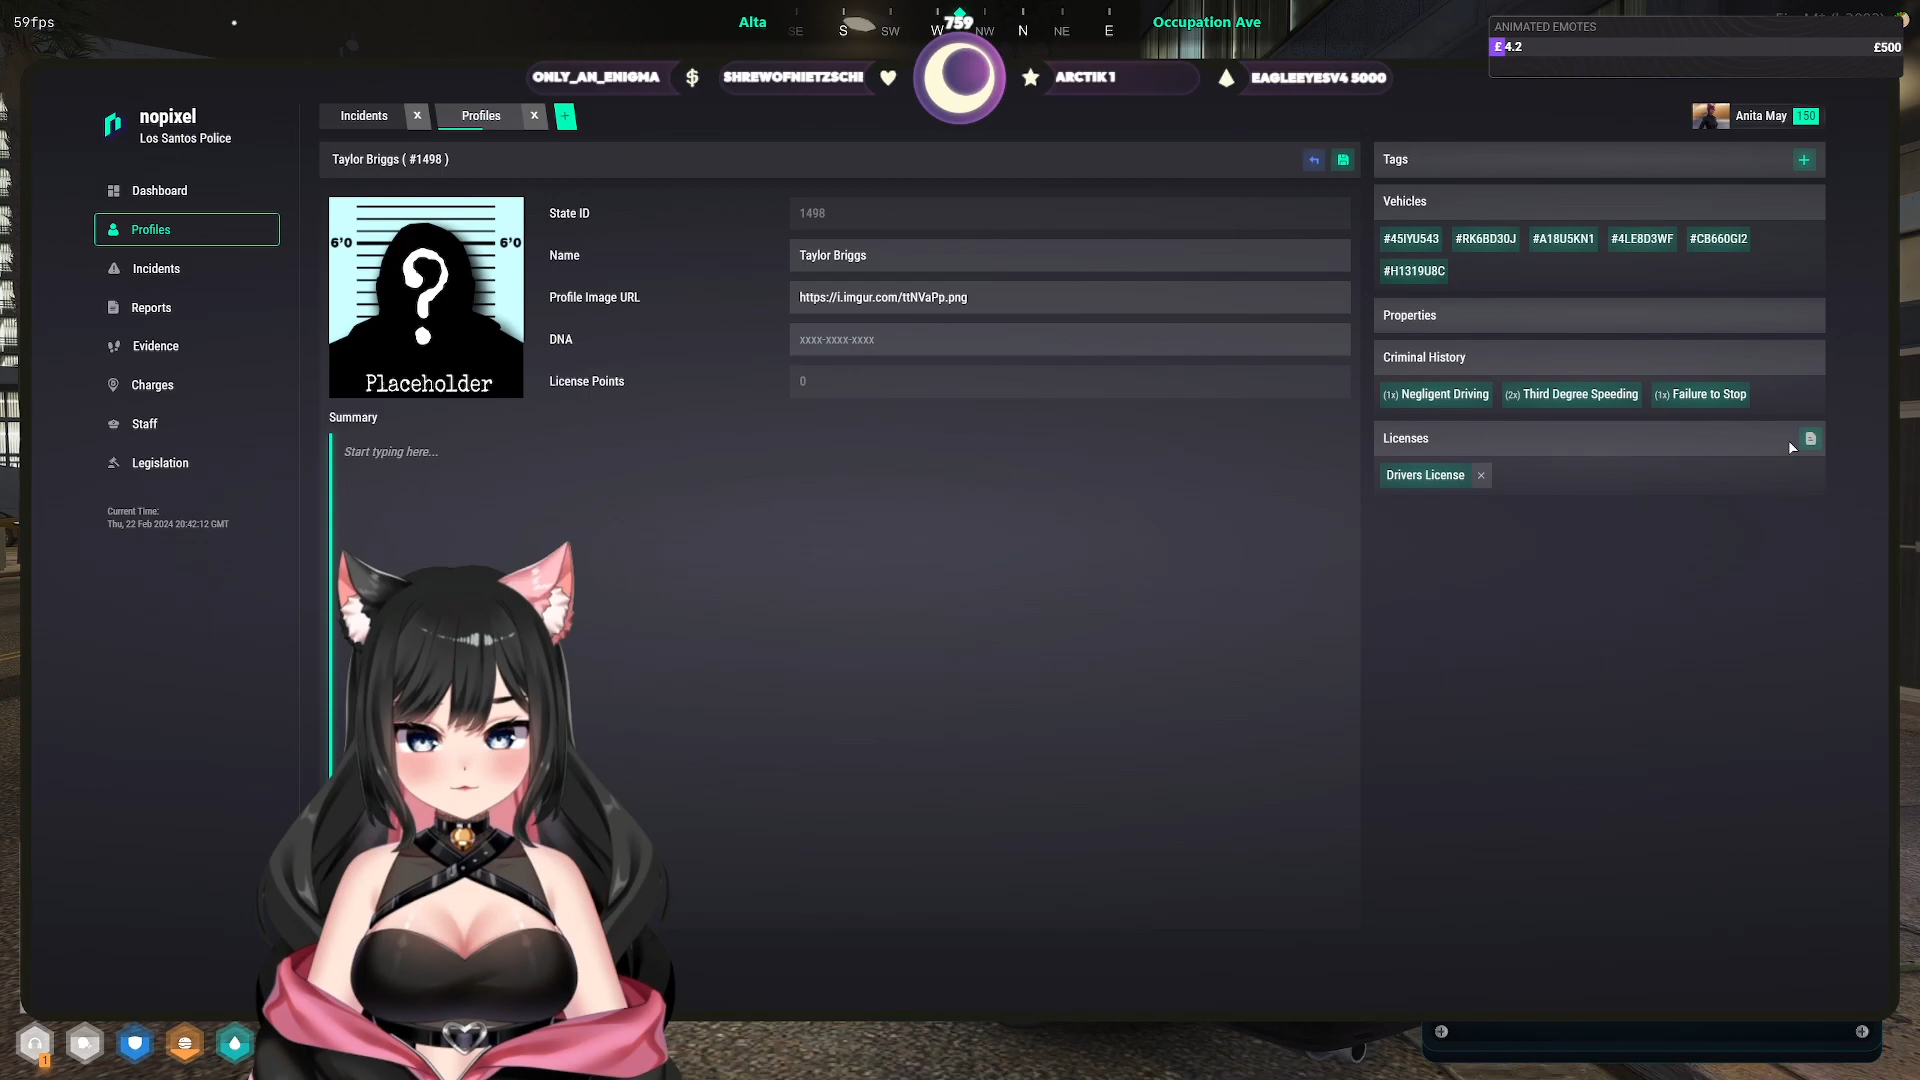 59fps
Alta
SE
S
SW
W
759
NW
N
NE
E
Occupation Ave
ANIMATED EMOTES
£ 4.2
£500
ONLY_AN_ENIGMA
$
SHREWOFNIETZSCHE
ARCTIK1
EAGLEEYESV4 5000
nopixel
Los Santos Police
Incidents x
Profiles x
+
Anita May 150
Dashboard
Profiles
Incidents
Reports
Evidence
Charges
Staff
Legislation
Current Time:
Thu, 22 Feb 2024 20:42:12 GMT
Taylor Briggs ( #1498 )
6'0
6'0
?
Placeholder
State ID
1498
Name
Taylor Briggs
Profile Image URL
https://i.imgur.com/ttNVaPp.png
DNA
xxxx-xxxx-xxxx
License Points
0
Summary
Start typing here...
Tags
+
Vehicles
#45IYU543 #RK6BD30J #A18U5KN1 #4LE8D3WF #CB660GI2
#H1319U8C
Properties
Criminal History
(1x) Negligent Driving (2x) Third Degree Speeding (1x) Failure to Stop
Licenses
Drivers License x
1